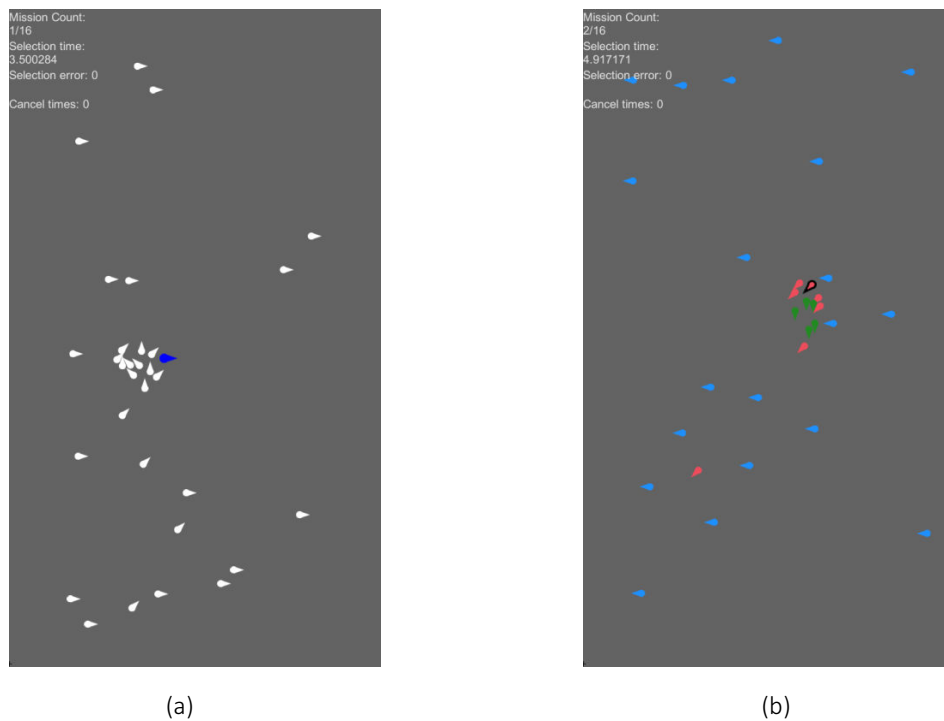 Mission Count:
1/16
Selection time:
3.500284
Selection error: 0
Cancel times: 0
Mission Count:
2/16
Selection time:
4.917171
Selection error: 0
Cancel times: 0
(a)
(b)